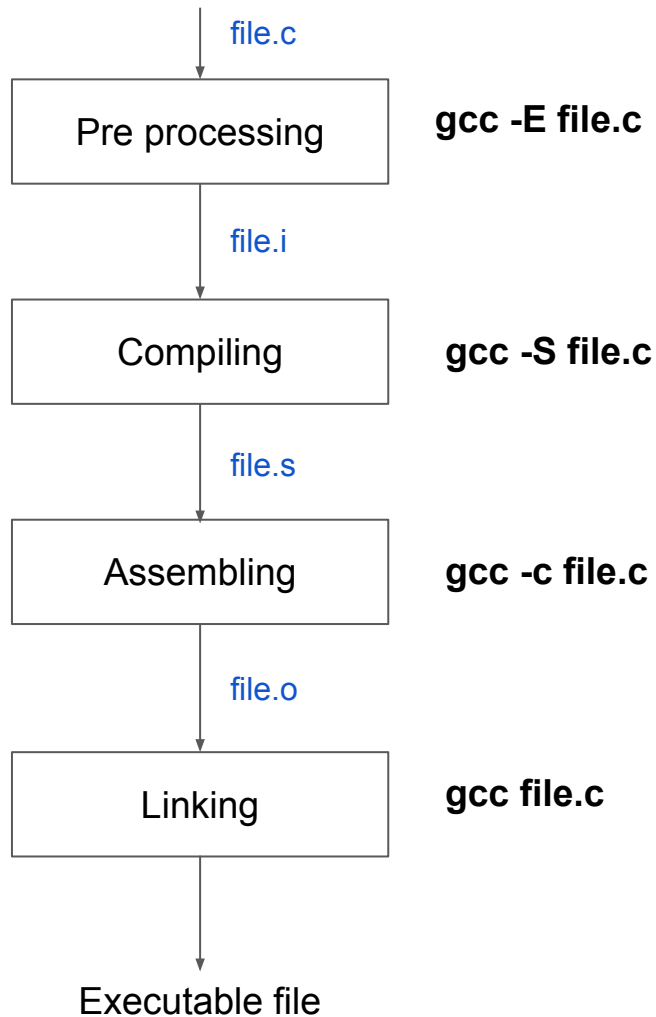 file.c
Pre processing
gcc -E file.c
file.i
Compiling
gcc -S file.c
file.s
Assembling
gcc -c file.c
file.o
Linking
gcc file.c
Executable file